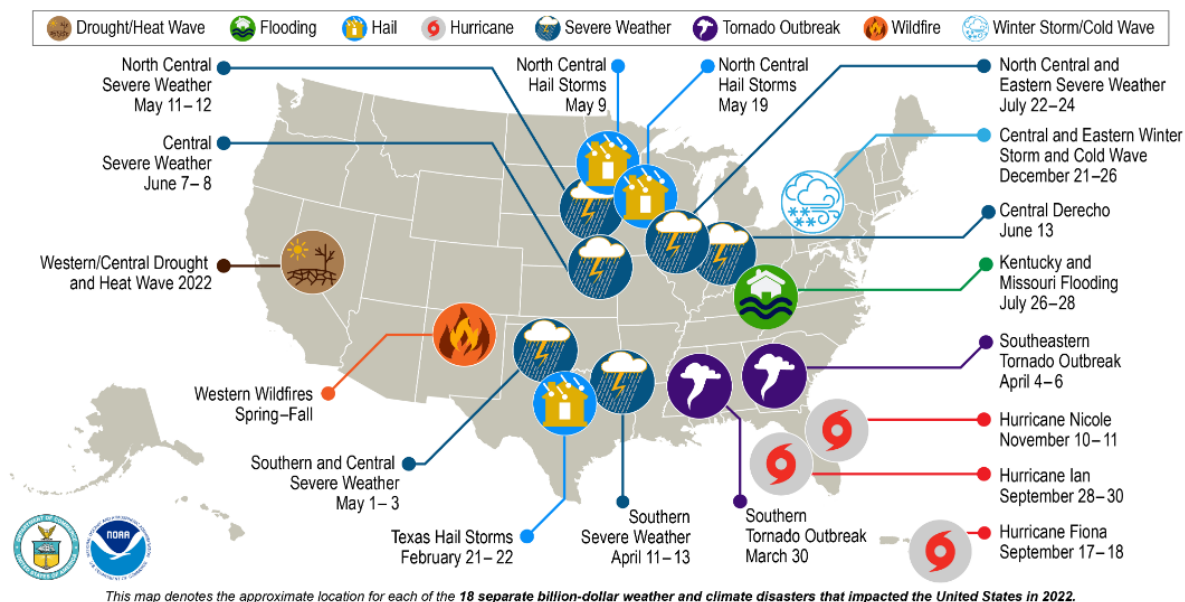 Drought/Heat Wave
Flooding
Hail
Hurricane
Severe Weather
Tornado Outbreak
Wildfire
Winter Storm/Cold Wave
North Central
Severe Weather
May 11–12
Central
Severe Weather
June 7–8
Western/Central Drought
and Heat Wave 2022
Western Wildfires
Spring–Fall
Southern and Central
Severe Weather
May 1–3
Texas Hail Storms
February 21–22
North Central
Hail Storms
May 9
North Central
Hail Storms
May 19
North Central and
Eastern Severe Weather
July 22–24
Central and Eastern Winter
Storm and Cold Wave
December 21–26
Central Derecho
June 13
Kentucky and
Missouri Flooding
July 26–28
Southeastern
Tornado Outbreak
April 4–6
Hurricane Nicole
November 10–11
Hurricane Ian
September 28–30
Hurricane Fiona
September 17–18
Southern
Severe Weather
April 11–13
Southern
Tornado Outbreak
March 30
NOAA
This map denotes the approximate location for each of the 18 separate billion-dollar weather and climate disasters that impacted the United States in 2022.